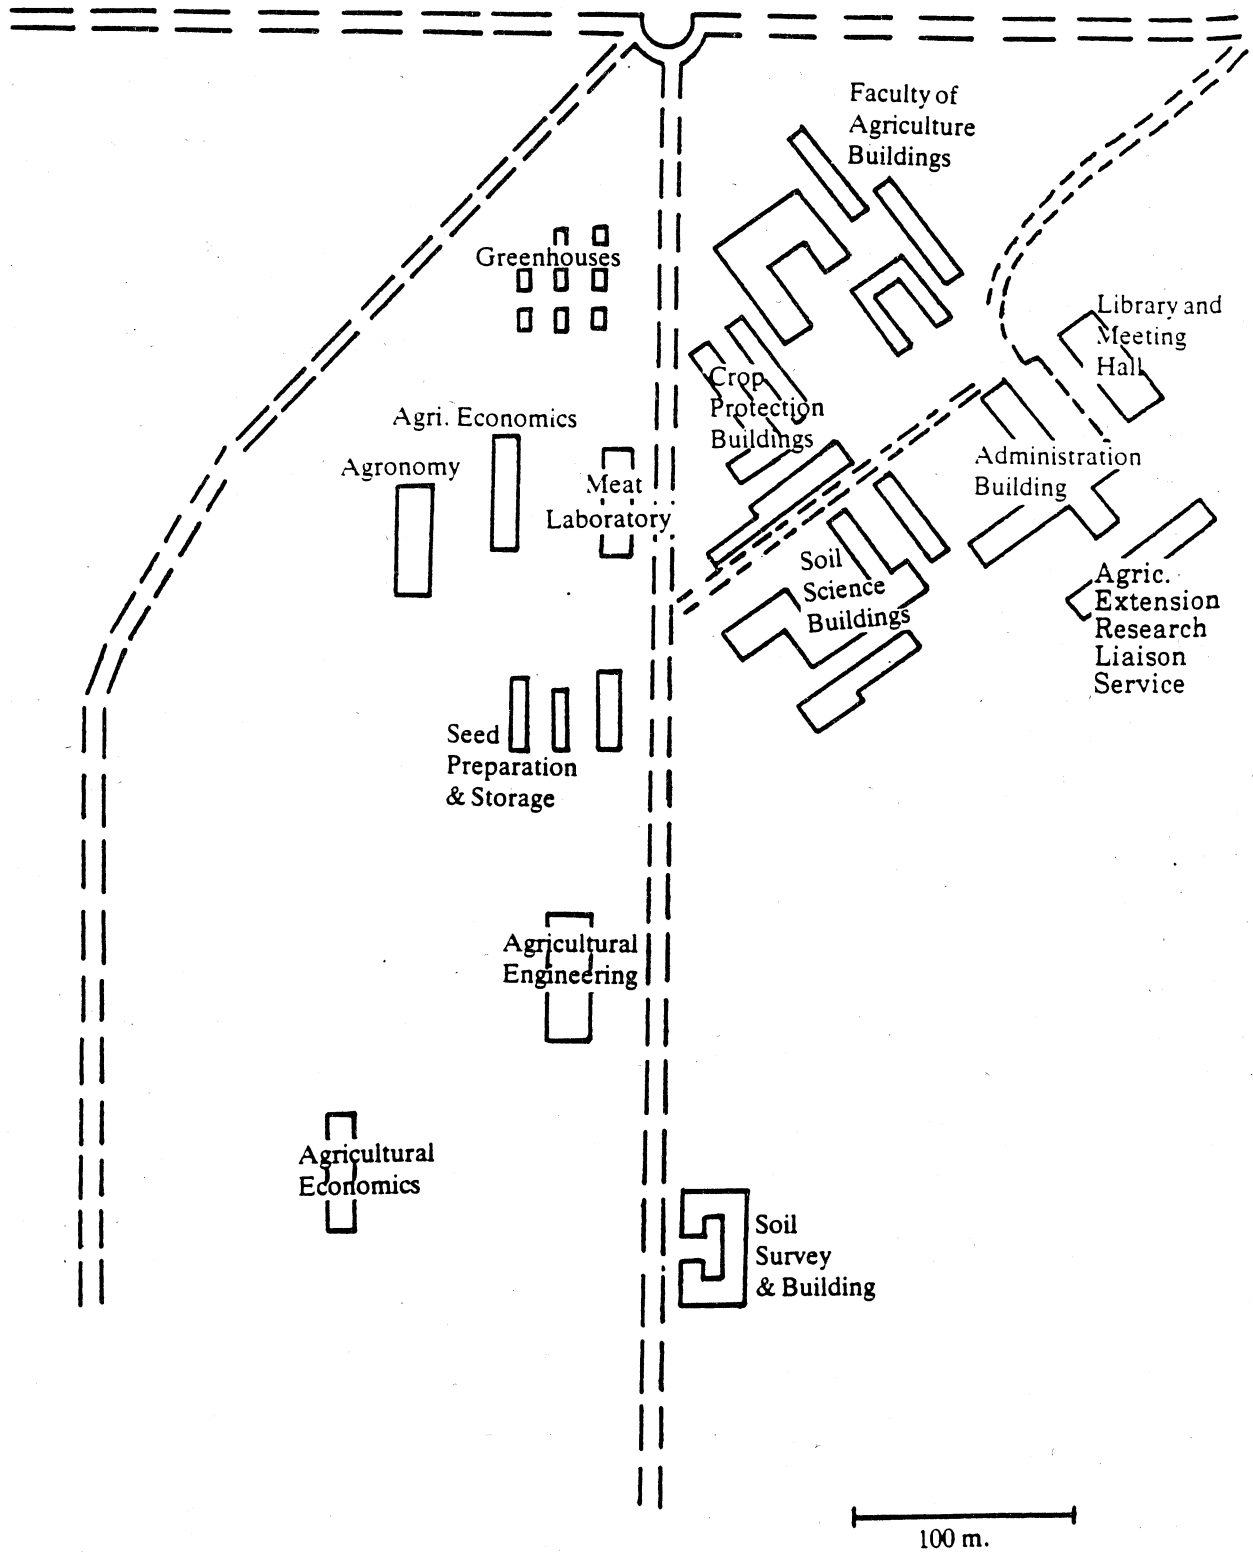 Faculty of
Agriculture
Buildings
Greenhouses
Library and
Meeting
Hall
Crop
Protection
Buildings
Agri. Economics
Agronomy
Meat
Laboratory
Administration
Building
Soil
Science
Buildings
Agric.
Extension
Research
Liaison
Service
Seed
Preparation
& Storage
Agricultural
Engineering
Agricultural
Economics
Soil
Survey
& Building
100 m.